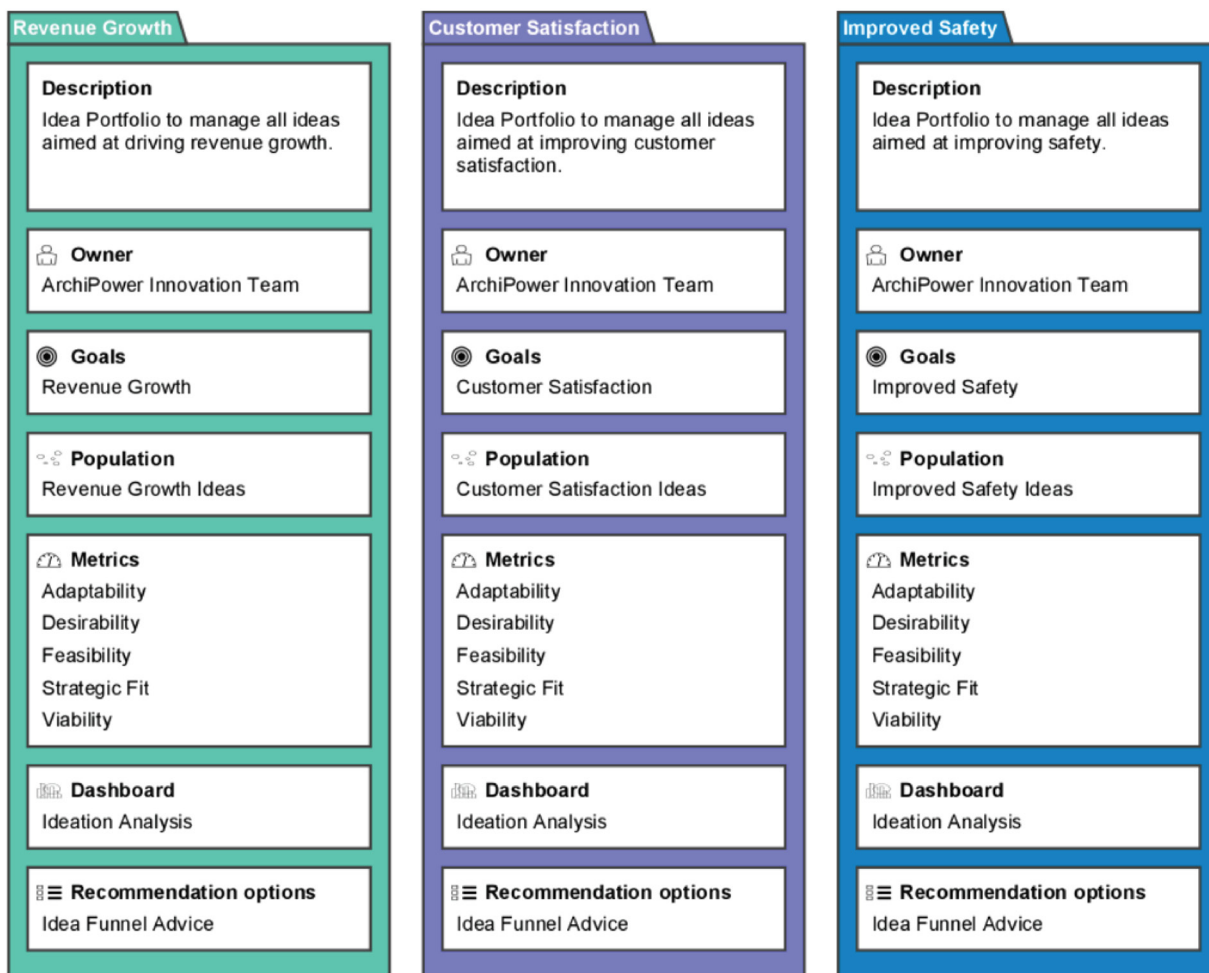 Revenue Growth
Description
Idea Portfolio to manage all ideas
aimed at driving revenue growth.
Owner
ArchiPower Innovation Team
Goals
Revenue Growth
Population
Revenue Growth Ideas
Metrics
Adaptability
Desirability
Feasibility
Strategic Fit
Viability
Dashboard
Ideation Analysis
Recommendation options
Idea Funnel Advice
Customer Satisfaction
Description
Idea Portfolio to manage all ideas
aimed at improving customer
satisfaction.
Owner
ArchiPower Innovation Team
Goals
Customer Satisfaction
Population
Customer Satisfaction Ideas
Metrics
Adaptability
Desirability
Feasibility
Strategic Fit
Viability
Dashboard
Ideation Analysis
Recommendation options
Idea Funnel Advice
Improved Safety
Description
Idea Portfolio to manage all ideas
aimed at improving safety.
Owner
ArchiPower Innovation Team
Goals
Improved Safety
Population
Improved Safety Ideas
Metrics
Adaptability
Desirability
Feasibility
Strategic Fit
Viability
Dashboard
Ideation Analysis
Recommendation options
Idea Funnel Advice